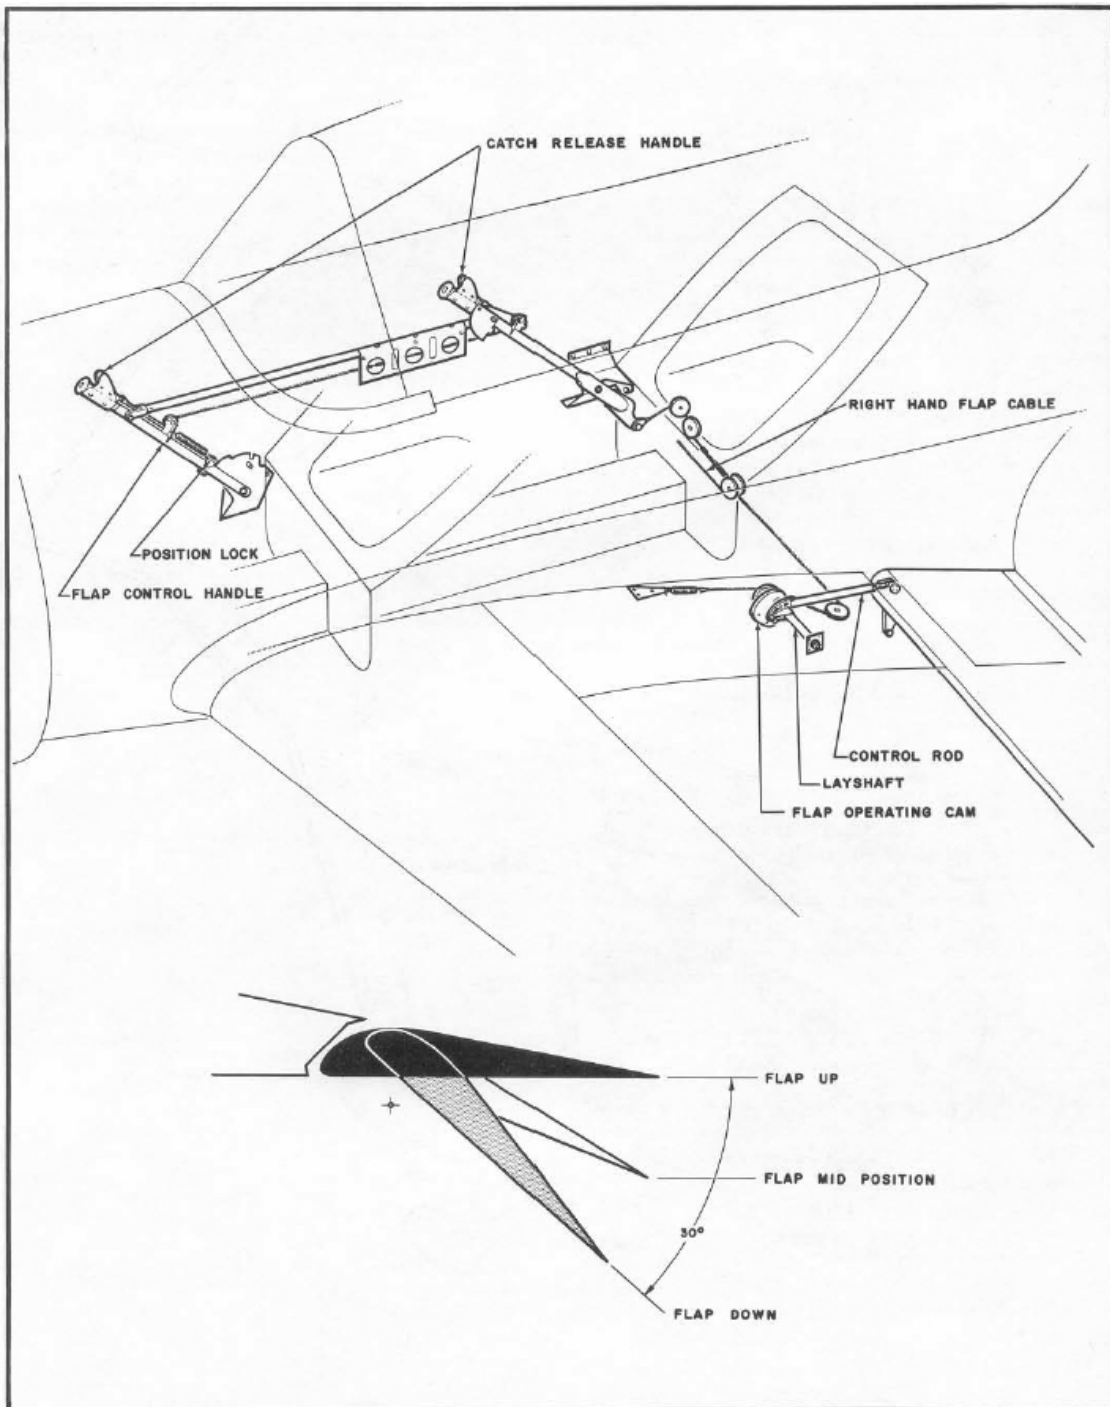 CATCH RELEASE HANDLE
RIGHT HAND FLAP CABLE
POSITION LOCK
FLAP CONTROL HANDLE
CONTROL ROD
LAYSHAFT
FLAP OPERATING CAM
FLAP UP
FLAP MID POSITION
30°
FLAP DOWN